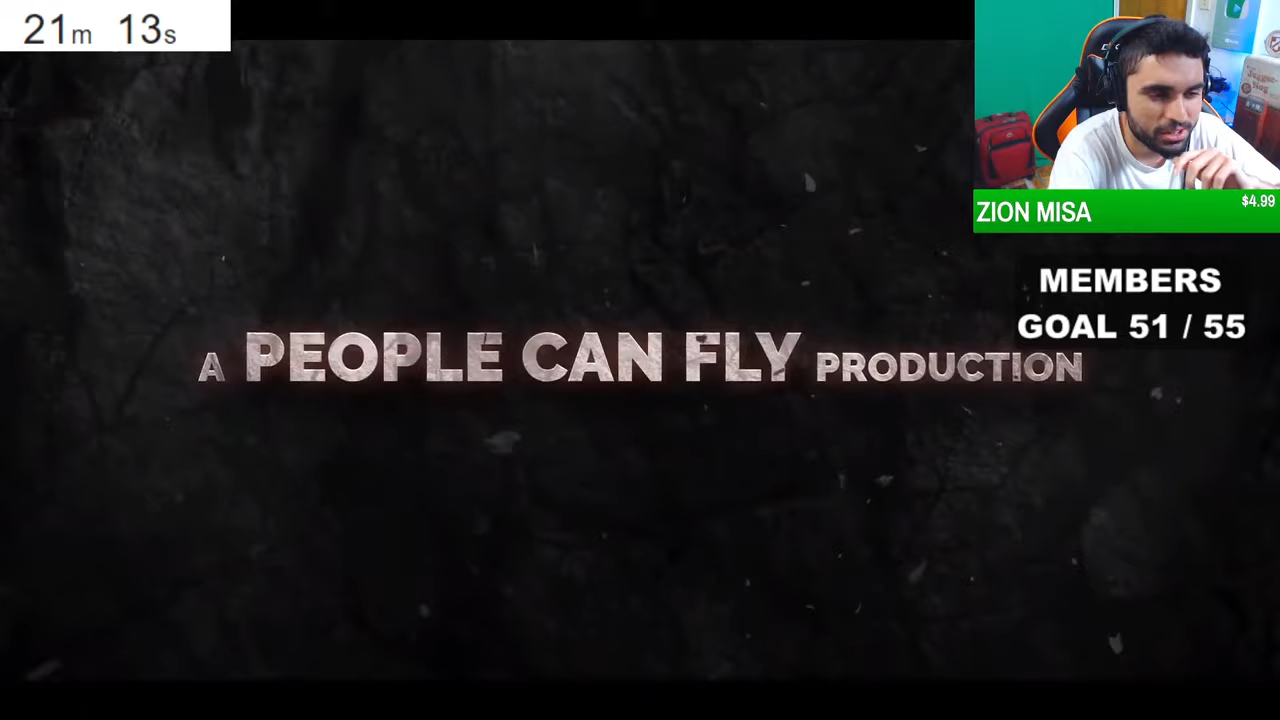 21m 13s
ZION MISA
$4.99
MEMBERS
GOAL 51 / 55
A PEOPLE CAN FLY PRODUCTION